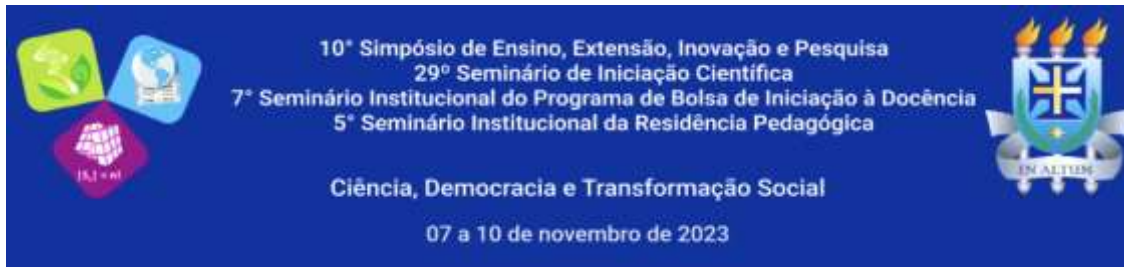 10° Simpósio de Ensino, Extensão, Inovação e Pesquisa
29º Seminário de Iniciação Científica
7° Seminário Institucional do Programa de Bolsa de Iniciação à Docência
5° Seminário Institucional da Residência Pedagógica
Ciência, Democracia e Transformação Social
07 a 10 de novembro de 2023
IN ALTUM